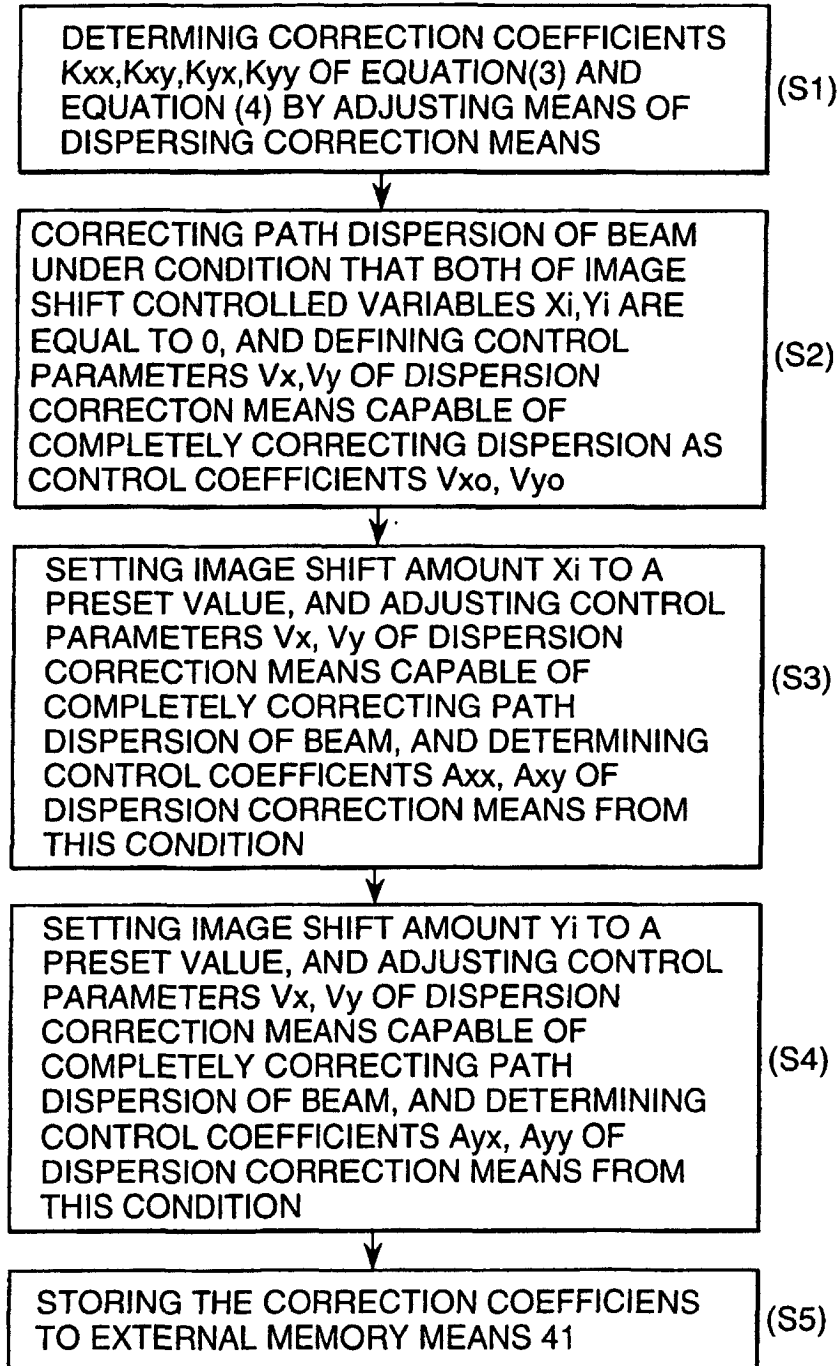 DETERMINIG CORRECTION COEFFICIENTS
Kxx,Kxy,Kyx,Kyy OF EQUATION(3) AND
EQUATION (4) BY ADJUSTING MEANS OF
DISPERSING CORRECTION MEANS
(S1)
CORRECTING PATH DISPERSION OF BEAM
UNDER CONDITION THAT BOTH OF IMAGE
SHIFT CONTROLLED VARIABLES Xi,Yi ARE
EQUAL TO 0, AND DEFINING CONTROL
PARAMETERS Vx,Vy OF DISPERSION
CORRECTON MEANS CAPABLE OF
COMPLETELY CORRECTING DISPERSION AS
CONTROL COEFFICIENTS Vxo, Vyo
(S2)
SETTING IMAGE SHIFT AMOUNT Xi TO A
PRESET VALUE, AND ADJUSTING CONTROL
PARAMETERS Vx, Vy OF DISPERSION
CORRECTION MEANS CAPABLE OF
COMPLETELY CORRECTING PATH
DISPERSION OF BEAM, AND DETERMINING
CONTROL COEFFICENTS Axx, Axy OF
DISPERSION CORRECTION MEANS FROM
THIS CONDITION
(S3)
SETTING IMAGE SHIFT AMOUNT Yi TO A
PRESET VALUE, AND ADJUSTING CONTROL
PARAMETERS Vx, Vy OF DISPERSION
CORRECTION MEANS CAPABLE OF
COMPLETELY CORRECTING PATH
DISPERSION OF BEAM, AND DETERMINING
CONTROL COEFFICIENTS Ayx, Ayy OF
DISPERSION CORRECTION MEANS FROM
THIS CONDITION
(S4)
STORING THE CORRECTION COEFFICIENS
TO EXTERNAL MEMORY MEANS 41
(S5)